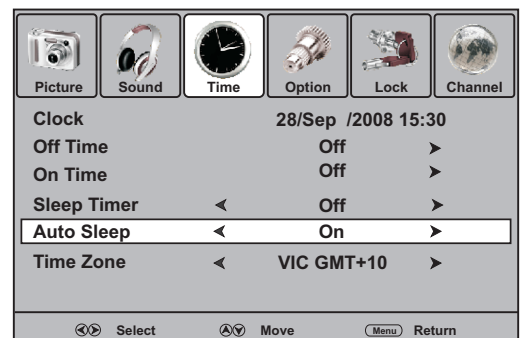 Picture Sound Time Option Lock Channel
Clock 28/Sep /2008 15:30
Off Time Off
On Time Off
Sleep Timer Off
Auto Sleep On
Time Zone VIC GMT+10
Select Move Menu Return